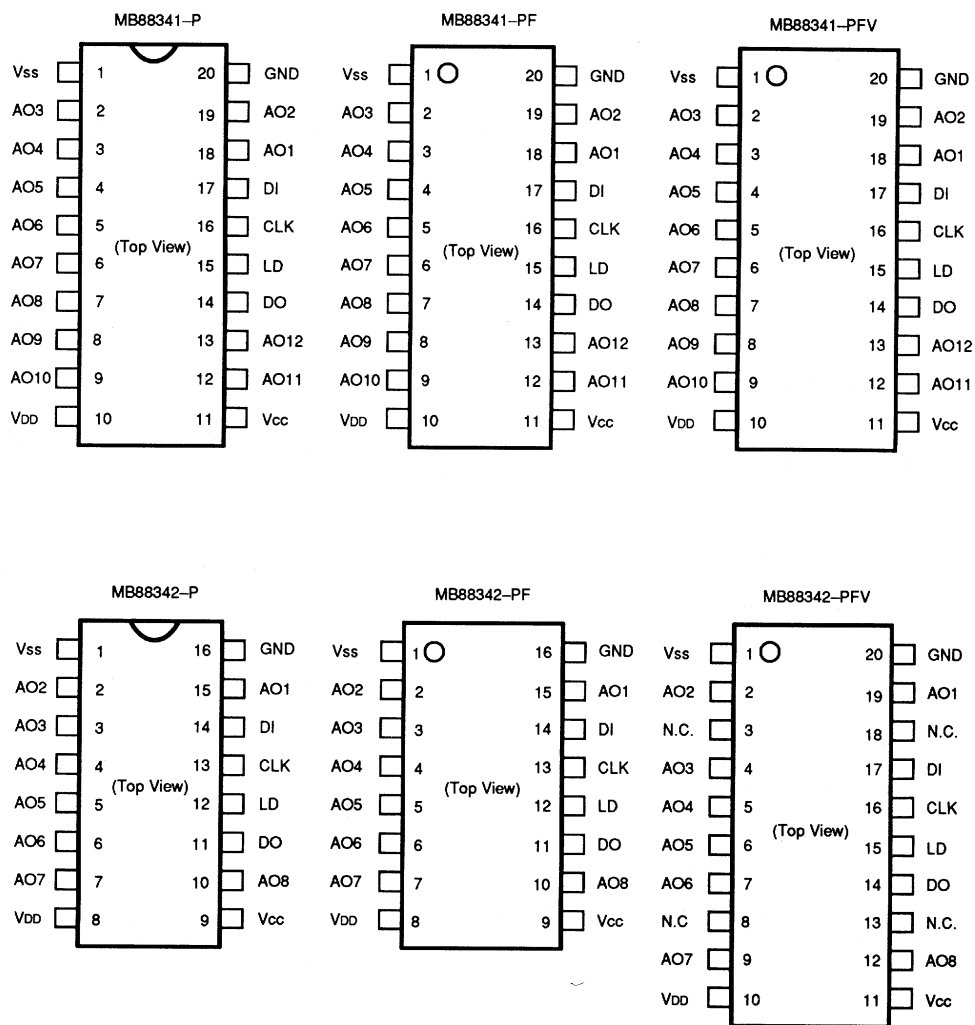 MB88341–P
Vss 1 20 GND
AO3 2 19 AO2
AO4 3 18 AO1
AO5 4 17 DI
AO6 5 16 CLK
(Top View)
AO7 6 15 LD
AO8 7 14 DO
AO9 8 13 AO12
AO10 9 12 AO11
VDD 10 11 Vcc
MB88341–PF
Vss 1 20 GND
AO3 2 19 AO2
AO4 3 18 AO1
AO5 4 17 DI
AO6 5 16 CLK
(Top View)
AO7 6 15 LD
AO8 7 14 DO
AO9 8 13 AO12
AO10 9 12 AO11
VDD 10 11 Vcc
MB88341–PFV
Vss 1 20 GND
AO3 2 19 AO2
AO4 3 18 AO1
AO5 4 17 DI
AO6 5 16 CLK
(Top View)
AO7 6 15 LD
AO8 7 14 DO
AO9 8 13 AO12
AO10 9 12 AO11
VDD 10 11 Vcc
MB88342–P
Vss 1 16 GND
AO2 2 15 AO1
AO3 3 14 DI
AO4 4 13 CLK
(Top View)
AO5 5 12 LD
AO6 6 11 DO
AO7 7 10 AO8
VDD 8 9 Vcc
MB88342–PF
Vss 1 16 GND
AO2 2 15 AO1
AO3 3 14 DI
AO4 4 13 CLK
(Top View)
AO5 5 12 LD
AO6 6 11 DO
AO7 7 10 AO8
VDD 8 9 Vcc
MB88342–PFV
Vss 1 20 GND
AO2 2 19 AO1
N.C. 3 18 N.C.
AO3 4 17 DI
AO4 5 16 CLK
(Top View)
AO5 6 15 LD
AO6 7 14 DO
N.C 8 13 N.C.
AO7 9 12 AO8
VDD 10 11 Vcc